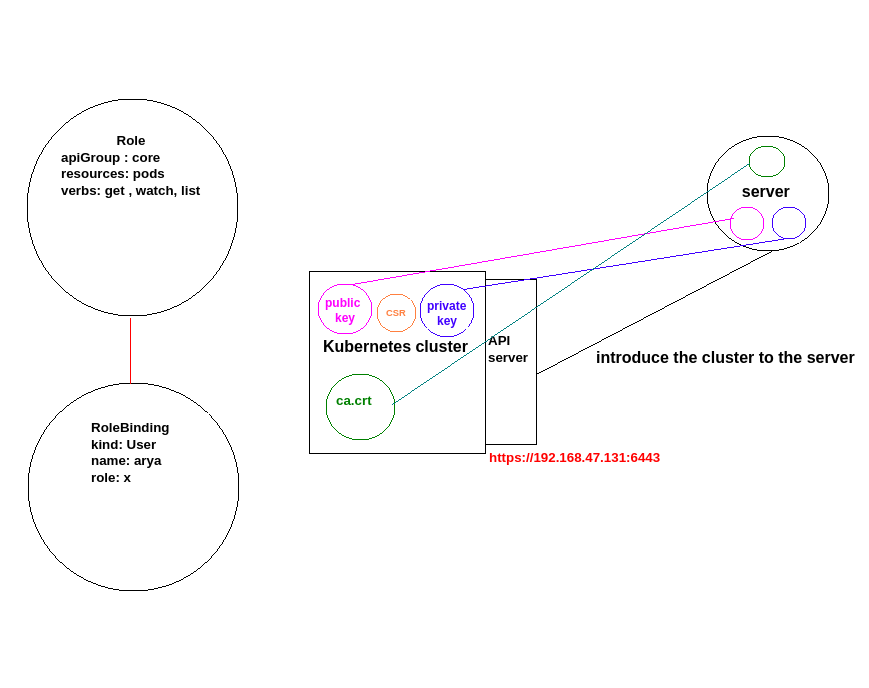 Role
apiGroup : core
resources: pods
verbs: get , watch, list
RoleBinding
kind: User
name: arya
role: x
public
key
CSR
private
key
Kubernetes cluster
ca.crt
API
server
https://192.168.47.131:6443
server
introduce the cluster to the server